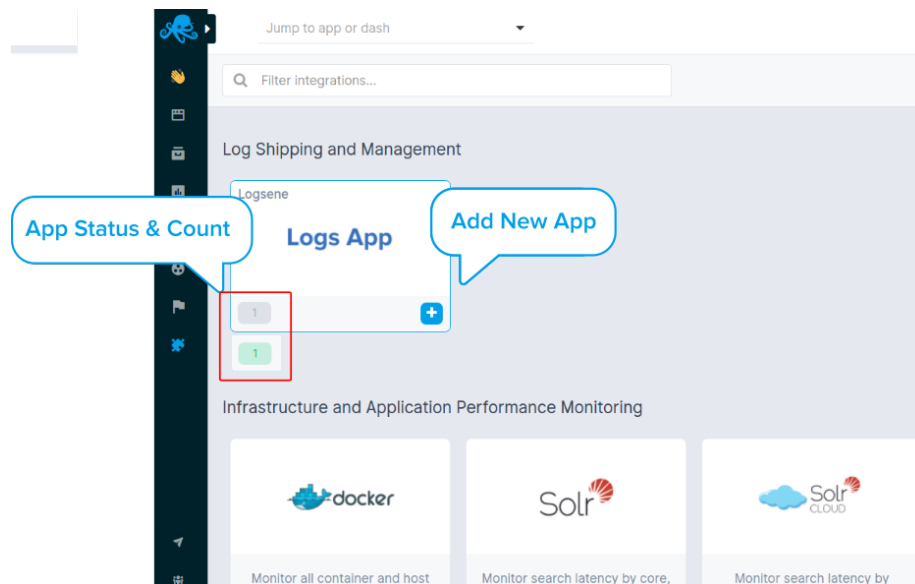 Jump to app or dash
Filter integrations...
Log Shipping and Management
Logsene
App Status & Count
Logs App
Add New App
1
1
Infrastructure and Application Performance Monitoring
docker
Solr
Solr
CLOUD
Monitor all container and host
Monitor search latency by core,
Monitor search latency by